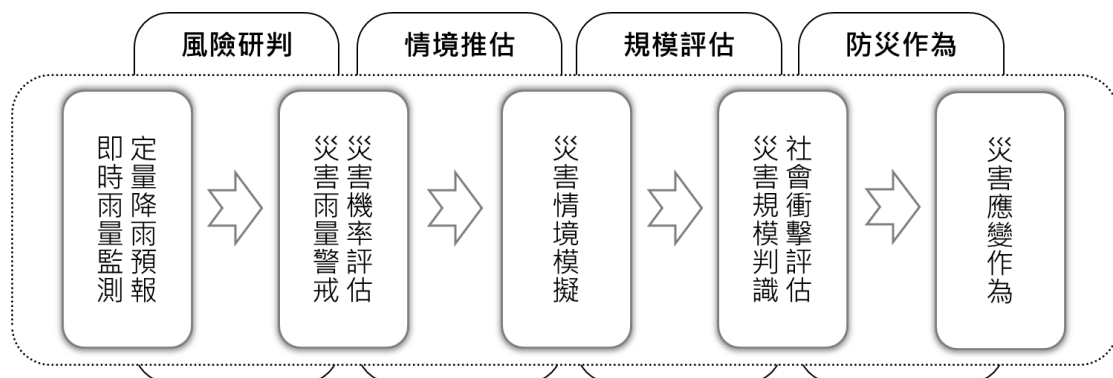 風險研判
情境推估
規模評估
防災作為
定量降雨預報
即時雨量監測
災害機率評估
災害雨量警戒
災害情境模擬
社會衝擊評估
災害規模判識
災害應變作為